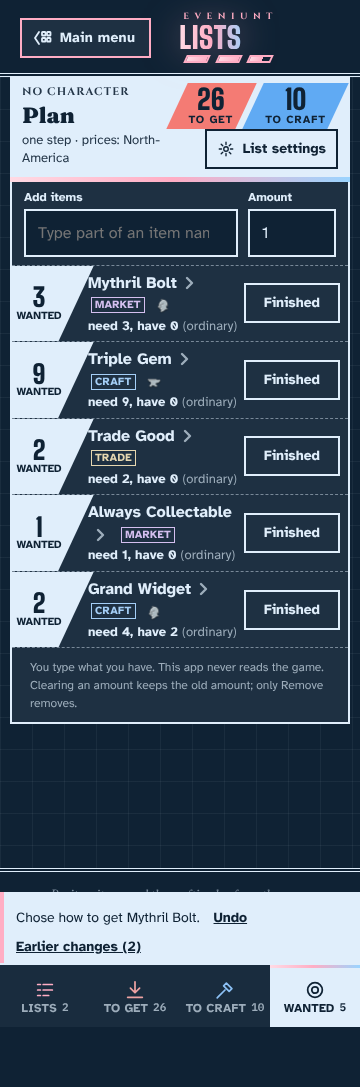 Main menu
EVENIUNT
LISTS
NO CHARACTER
Plan
one step · prices: North-
America
26
TO GET
10
TO CRAFT
List settings
Add items
Amount
Type part of an item nan
1
3
WANTED
Mythril Bolt
MARKET
need 3, have 0 (ordinary)
Finished
9
WANTED
Triple Gem
CRAFT
need 9, have 0 (ordinary)
Finished
2
WANTED
Trade Good
TRADE
need 2, have 0 (ordinary)
Finished
1
WANTED
Always Collectable
MARKET
need 1, have 0 (ordinary)
Finished
2
WANTED
Grand Widget
CRAFT
need 4, have 2 (ordinary)
Finished
You type what you have. This app never reads the game.
Clearing an amount keeps the old amount; only Remove
removes.
Chose how to get Mythril Bolt. Undo
Earlier changes (2)
LISTS 2
TO GET 26
TO CRAFT 10
WANTED 5